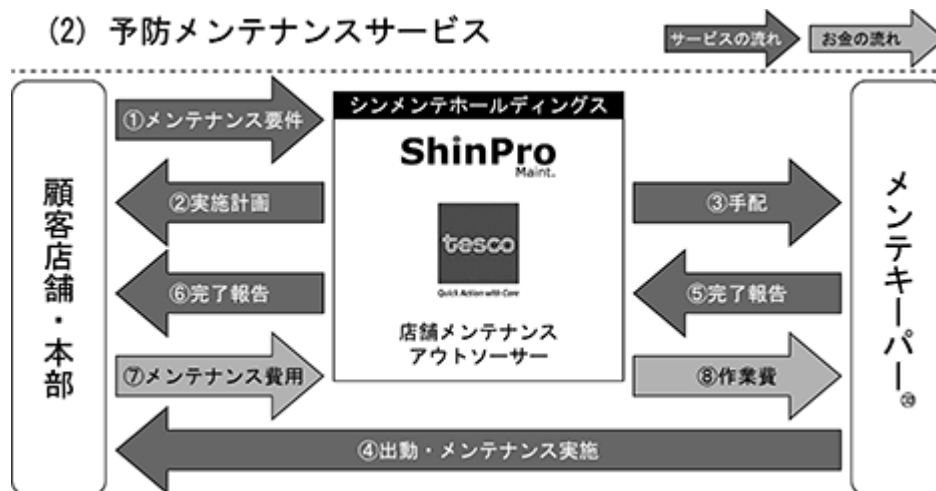 (2) 予防メンテナンスサービス
サービスの流れ
お金の流れ
顧客店舗・本部
①メンテナンス要件
②実施計画
⑥完了報告
⑦メンテナンス費用
シンメンテホールディングス
ShinPro
Maint.
tesco
Quick Action with Care
店舗メンテナンス
アウトソーサー
③手配
⑤完了報告
⑧作業費
④出動・メンテナンス実施
メンテキーパー®